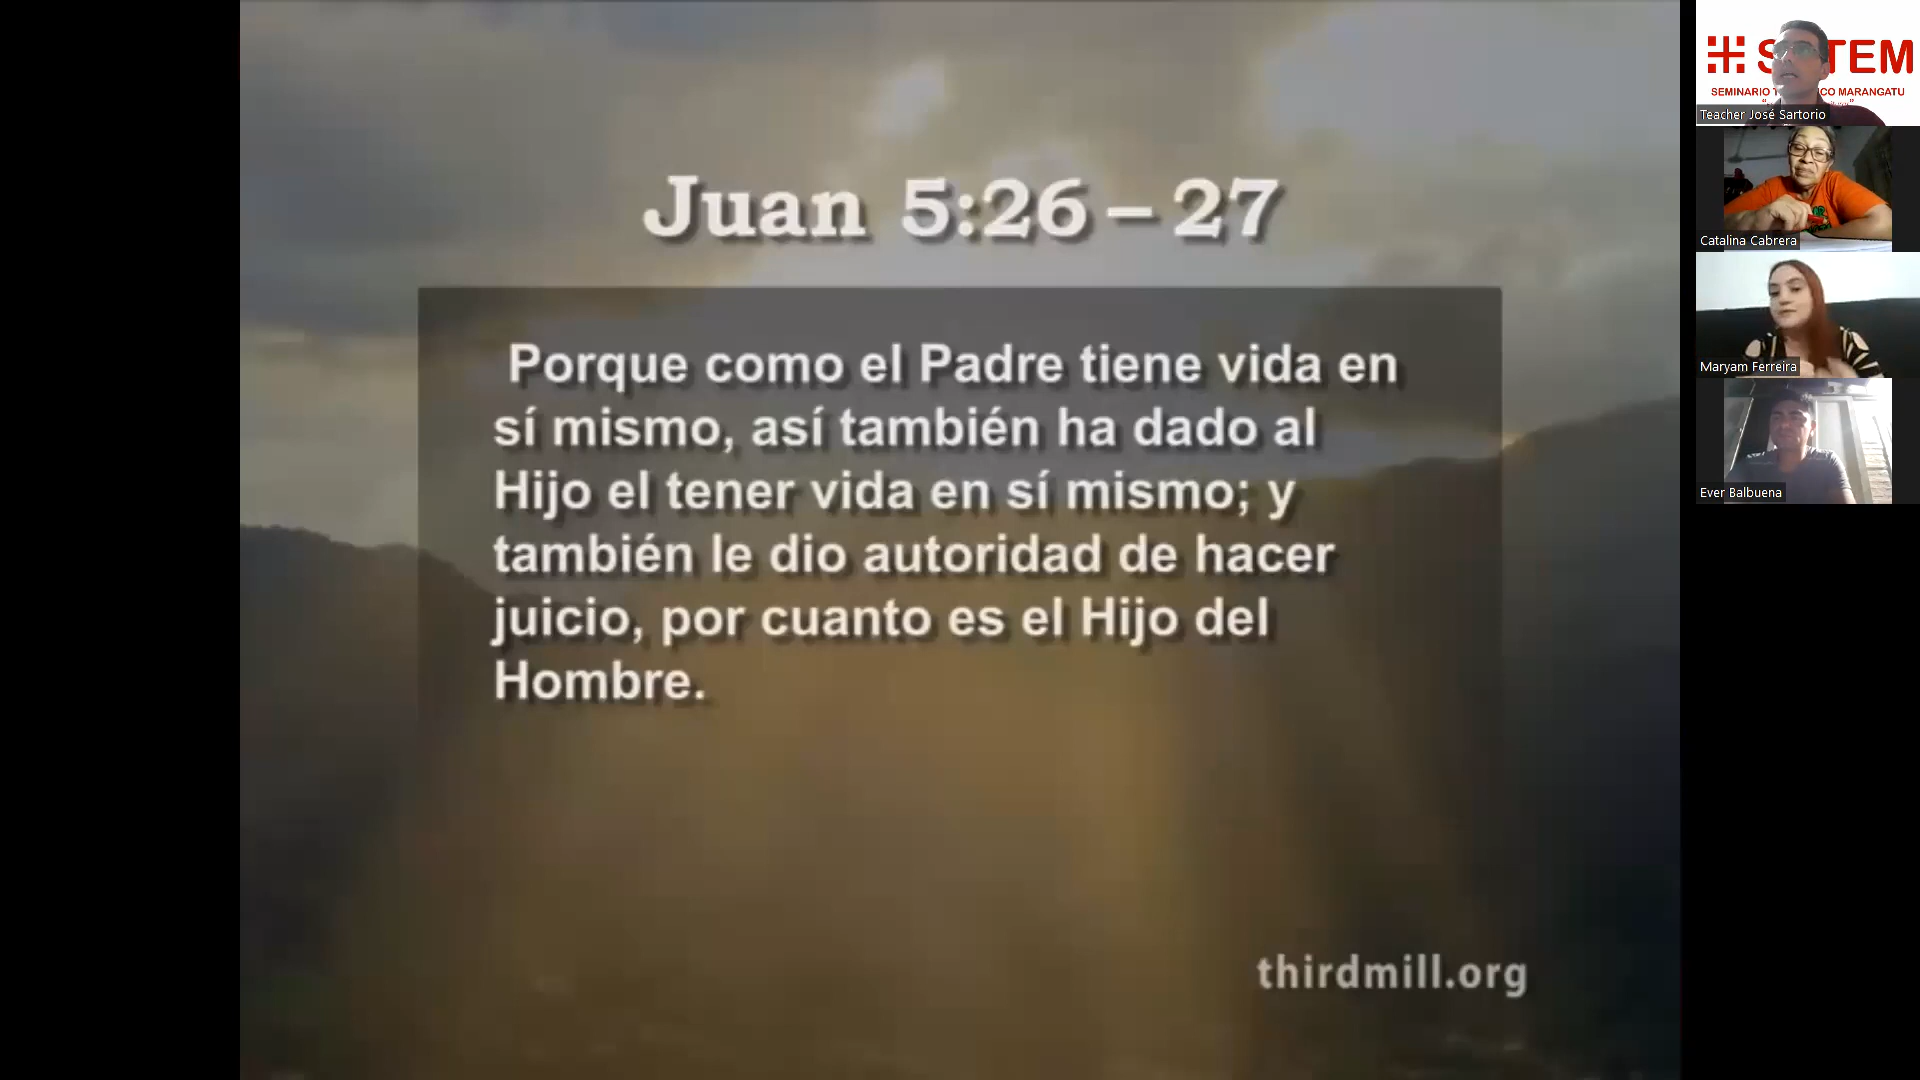 Juan 5:26 – 27
Porque como el Padre tiene vida en
sí mismo, así también ha dado al
Hijo el tener vida en sí mismo; y
también le dio autoridad de hacer
juicio, por cuanto es el Hijo del
Hombre.
thirdmill.org
SEMINARIO MARANGATU
Teacher José Sartorio
Catalina Cabrera
Maryam Ferreira
Ever Balbuena